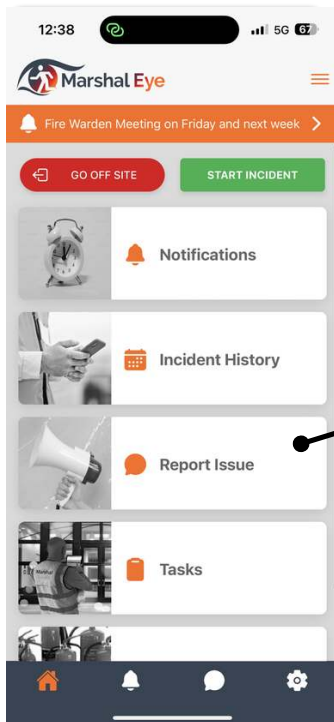 12:38
5G 67
Marshal Eye
Fire Warden Meeting on Friday and next week
GO OFF SITE
START INCIDENT
Notifications
Incident History
Report Issue
Tasks